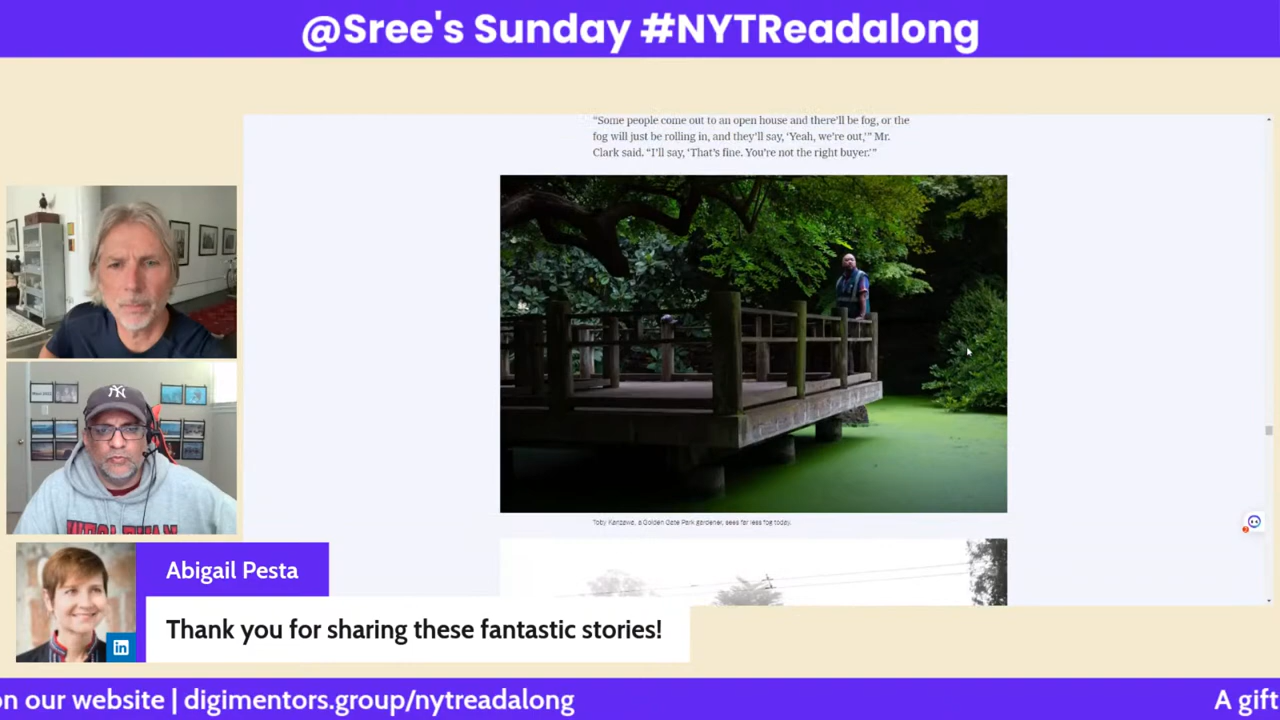 @Sree's Sunday #NYTReadalong
“Some people come out to an open house and there’ll be fog, or the
fog will just be rolling in, and they’ll say, ‘Yeah, we’re out,’” Mr.
Clark said. “I’ll say, ‘That’s fine. You’re not the right buyer.’”
Toby Kanzawa, a Golden Gate Park gardener, sees far less fog today.
NY
Abigail Pesta
Thank you for sharing these fantastic stories!
in
on our website | digimentors.group/nytreadalong
A gift